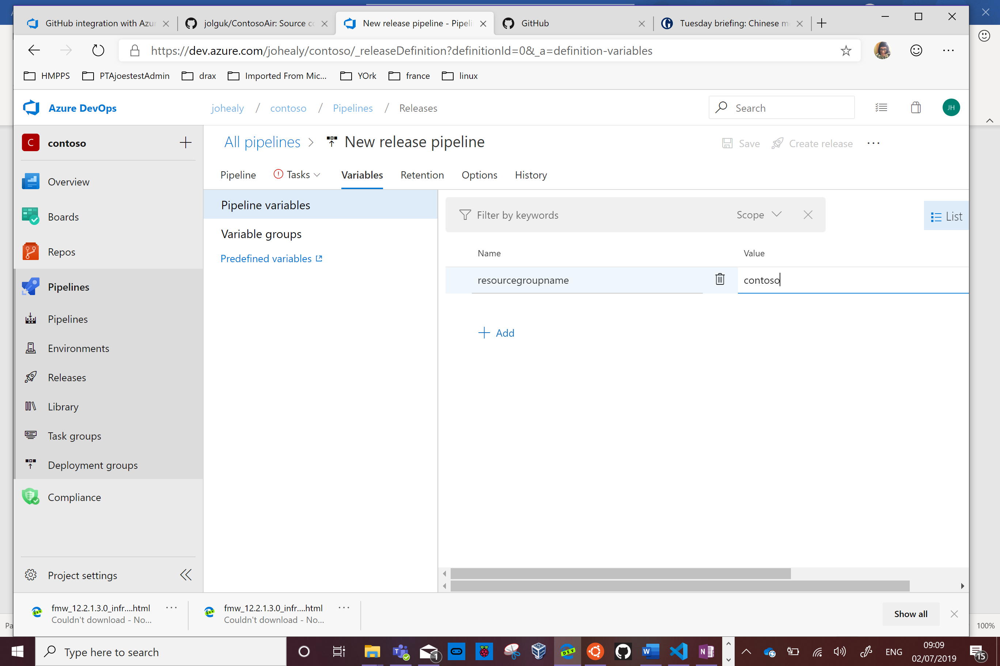 GitHub integration with Azur
jolguk/ContosoAir: Source co
New release pipeline - Pipeli
GitHub
Tuesday briefing: Chinese m
https://dev.azure.com/johealy/contoso/_releaseDefinition?definitionId=0&_a=definition-variables
HMPPS
PTAjoestestAdmin
drax
Imported From Mic...
YOrk
france
linux
Azure DevOps
johealy / contoso / Pipelines / Releases
Search
JH
C
contoso
All pipelines
New release pipeline
Save
Create release
Pipeline
Tasks
Variables
Retention
Options
History
Overview
Boards
Repos
Pipelines
Pipelines
Environments
Releases
Library
Task groups
Deployment groups
Compliance
Project settings
Pipeline variables
Variable groups
Predefined variables
Filter by keywords
Scope
List
Name
Value
resourcegroupname
contoso
Add
fmw_12.2.1.3.0_infr....html
Couldn't download - No...
fmw_12.2.1.3.0_infr....html
Couldn't download - No...
Show all
Pa
100%
Type here to search
T
1
DEV
W
N
ENG
09:09
02/07/2019
15